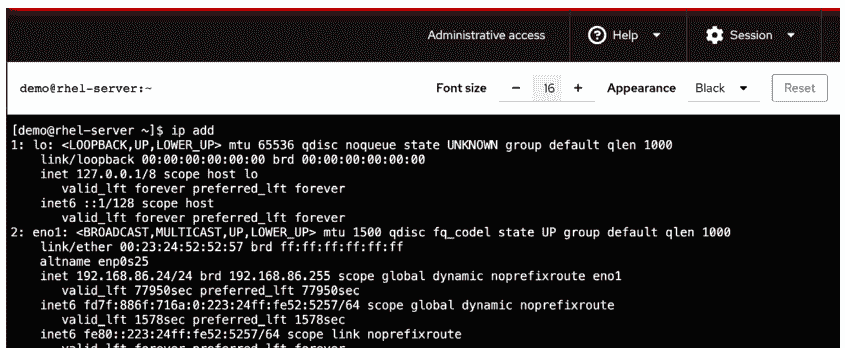 Administrative access Help Session
demo@rhel-server:~ Font size − 16 + Appearance Black Reset
[demo@rhel-server ~]$ ip add
1: lo: <LOOPBACK,UP,LOWER_UP> mtu 65536 qdisc noqueue state UNKNOWN group default qlen 1000
    link/loopback 00:00:00:00:00:00 brd 00:00:00:00:00:00
    inet 127.0.0.1/8 scope host lo
       valid_lft forever preferred_lft forever
    inet6 ::1/128 scope host
       valid_lft forever preferred_lft forever
2: eno1: <BROADCAST,MULTICAST,UP,LOWER_UP> mtu 1500 qdisc fq_codel state UP group default qlen 1000
    link/ether 00:23:24:52:52:57 brd ff:ff:ff:ff:ff:ff
    altname enp0s25
    inet 192.168.86.24/24 brd 192.168.86.255 scope global dynamic noprefixroute eno1
       valid_lft 77950sec preferred_lft 77950sec
    inet6 fd7f:886f:716a:0:223:24ff:fe52:5257/64 scope global dynamic noprefixroute
       valid_lft 1578sec preferred_lft 1578sec
    inet6 fe80::223:24ff:fe52:5257/64 scope link noprefixroute
       valid_lft forever preferred_lft forever